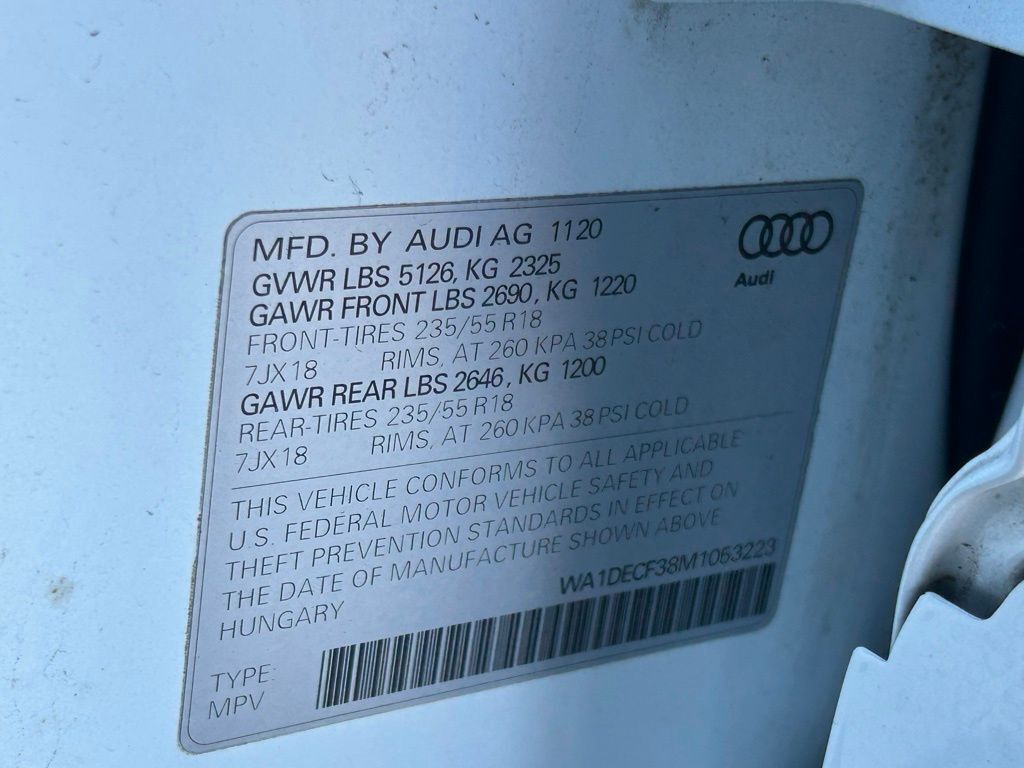 MFD. BY AUDI AG 1120
GVWR LBS 5126, KG 2325
GAWR FRONT LBS 2690, KG 1220
FRONT-TIRES 235/55 R18
7JX18 RIMS, AT 260 KPA 38 PSI COLD
GAWR REAR LBS 2646, KG 1200
REAR-TIRES 235/55 R18
7JX18 RIMS, AT 260 KPA 38 PSI COLD
Audi
THIS VEHICLE CONFORMS TO ALL APPLICABLE
U.S. FEDERAL MOTOR VEHICLE SAFETY AND
THEFT PREVENTION STANDARDS IN EFFECT ON
THE DATE OF MANUFACTURE SHOWN ABOVE
HUNGARY
WA1DECF38M1053223
TYPE:
MPV